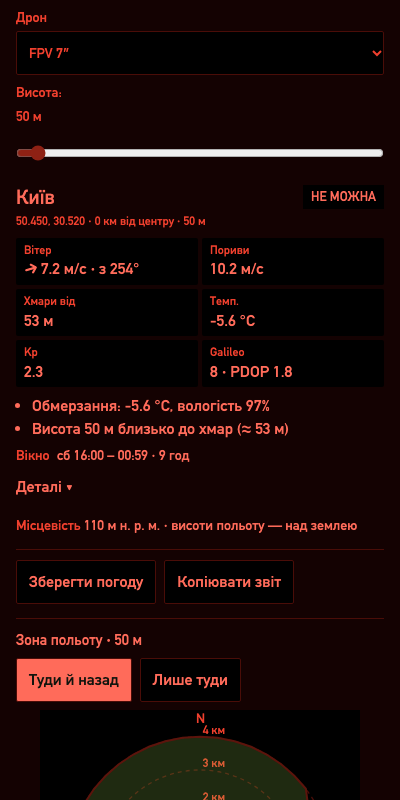 Дрон
FPV 7″
Висота:
50 м
Київ
НЕ МОЖНА
50.450, 30.520 · 0 км від центру · 50 м
Вітер
➔ 7.2 м/с · з 254°
Пориви
10.2 м/с
Хмари від
53 м
Темп.
-5.6 °C
Kp
2.3
Galileo
8 · PDOP 1.8
• Обмерзання: -5.6 °C, вологість 97%
• Висота 50 м близько до хмар (≈ 53 м)
Вікно сб 16:00 – 00:59 · 9 год
Деталі ▾
Місцевість 110 м н. р. м. · висоти польоту — над землею
Зберегти погоду
Копіювати звіт
Зона польоту · 50 м
Туди й назад
Лише туди
N
4 км
3 км
2 км